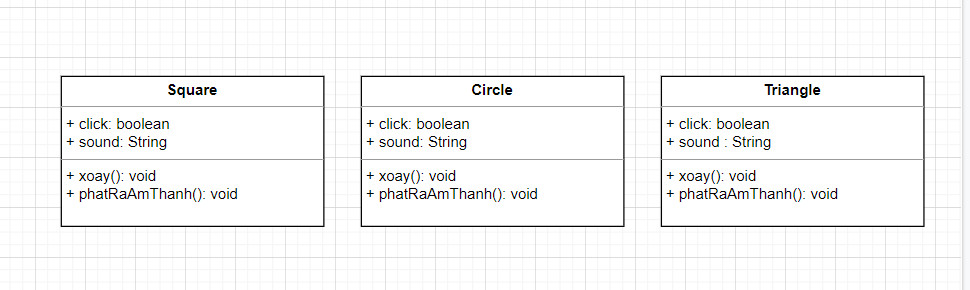 Square
+ click: boolean
+ sound: String
+ xoay(): void
+ phatRaAmThanh(): void
Circle
+ click: boolean
+ sound: String
+ xoay(): void
+ phatRaAmThanh(): void
Triangle
+ click: boolean
+ sound : String
+ xoay(): void
+ phatRaAmThanh(): void